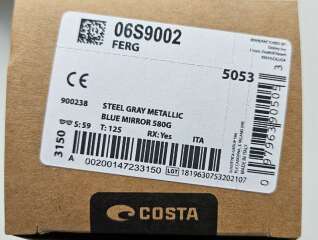 06S9002
FERG
5053
CE
900238
STEEL GRAY METALLIC
BLUE MIRROR 580G
S: 59
T: 125
RX: Yes
ITA
3150
A
00200147233150
LOT
1819630753202107
COSTA